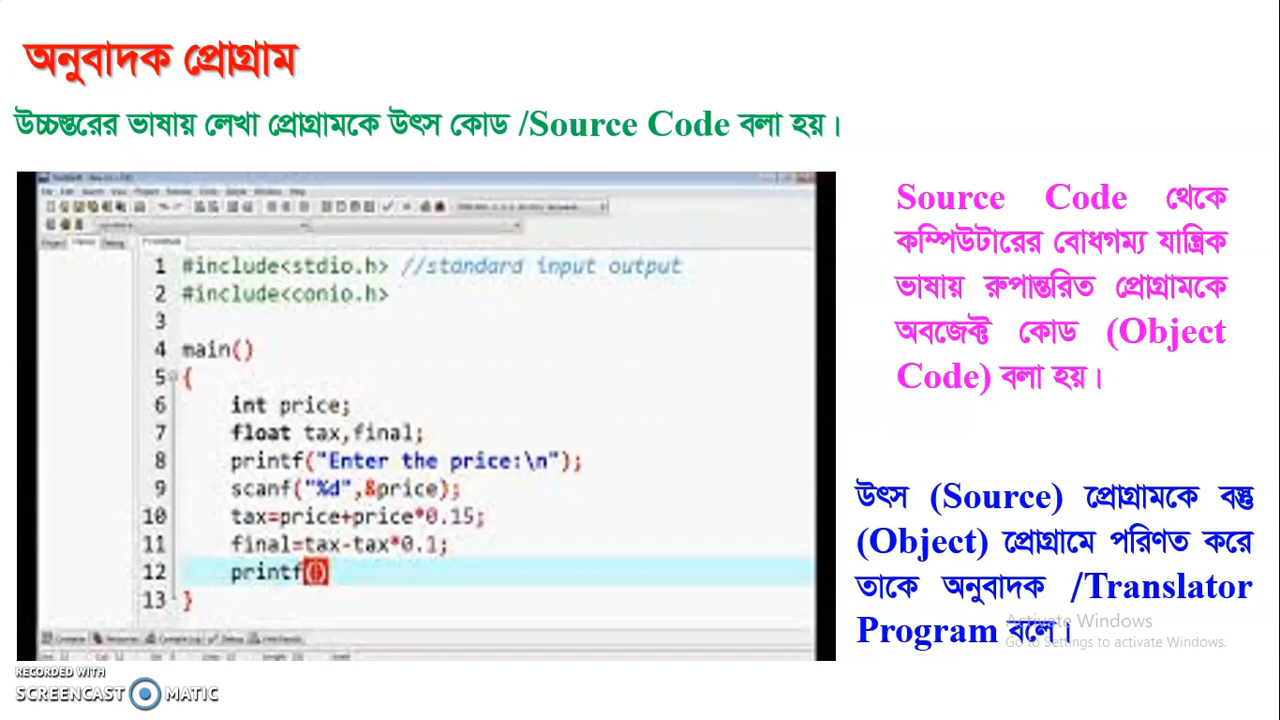 অনুবাদক প্রোগ্রাম
উচ্চস্তরের ভাষায় লেখা প্রোগ্রামকে উৎস কোড /Source Code বলা হয়।
1 #include<stdio.h> //standard input output
2 #include<conio.h>
3
4 main()
5 {
6 int price;
7 float tax,final;
8 printf("Enter the price:\n");
9 scanf("%d",&price);
10 tax=price+price*0.15;
11 final=tax-tax*0.1;
12 printf()
13 }
Source Code থেকে
কম্পিউটারের বোধগম্য যান্ত্রিক
ভাষায় রুপান্তরিত প্রোগ্রামকে
অবজেক্ট কোড (Object
Code) বলা হয়।
উৎস (Source) প্রোগ্রামকে বস্তু
(Object) প্রোগ্রামে পরিণত করে
তাকে অনুবাদক /Translator
Program বলে।
Activate Windows
Go to Settings to activate Windows.
RECORDED WITH
SCREENCAST MATIC